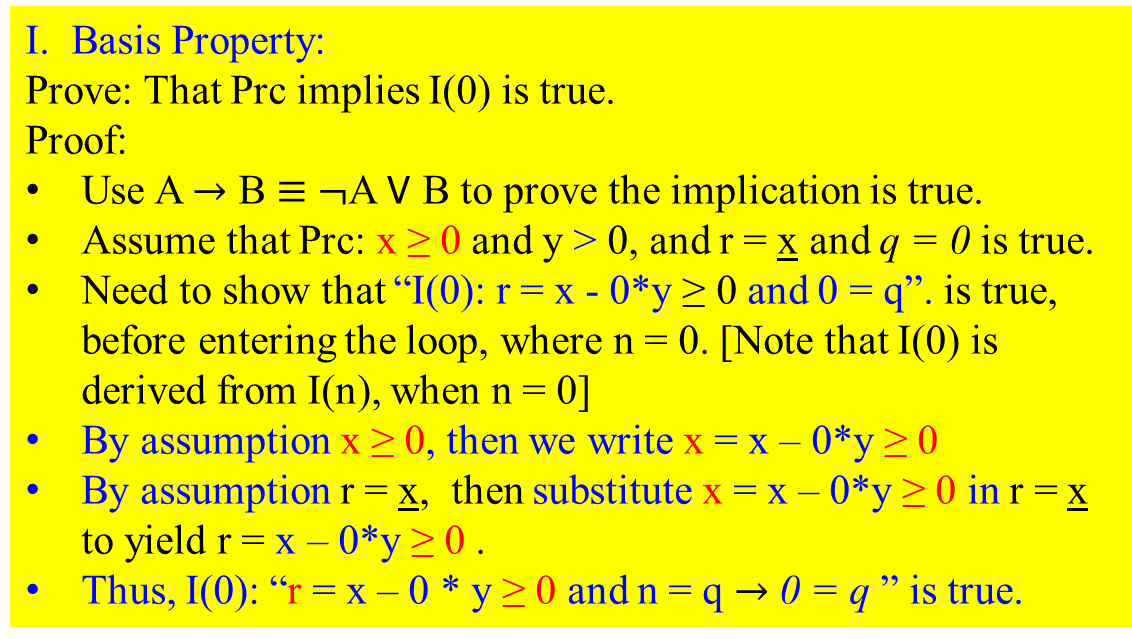 I. Basis Property:
Prove: That Prc implies I(0) is true.
Proof:
• Use A → B ≡ ¬A ∨ B to prove the implication is true.
• Assume that Prc: x ≥ 0 and y > 0, and r = x and q = 0 is true.
• Need to show that “I(0): r = x - 0*y ≥ 0 and 0 = q”. is true,
before entering the loop, where n = 0. [Note that I(0) is
derived from I(n), when n = 0]
• By assumption x ≥ 0, then we write x = x – 0*y ≥ 0
• By assumption r = x, then substitute x = x – 0*y ≥ 0 in r = x
to yield r = x – 0*y ≥ 0 .
• Thus, I(0): “r = x – 0 * y ≥ 0 and n = q → 0 = q ” is true.